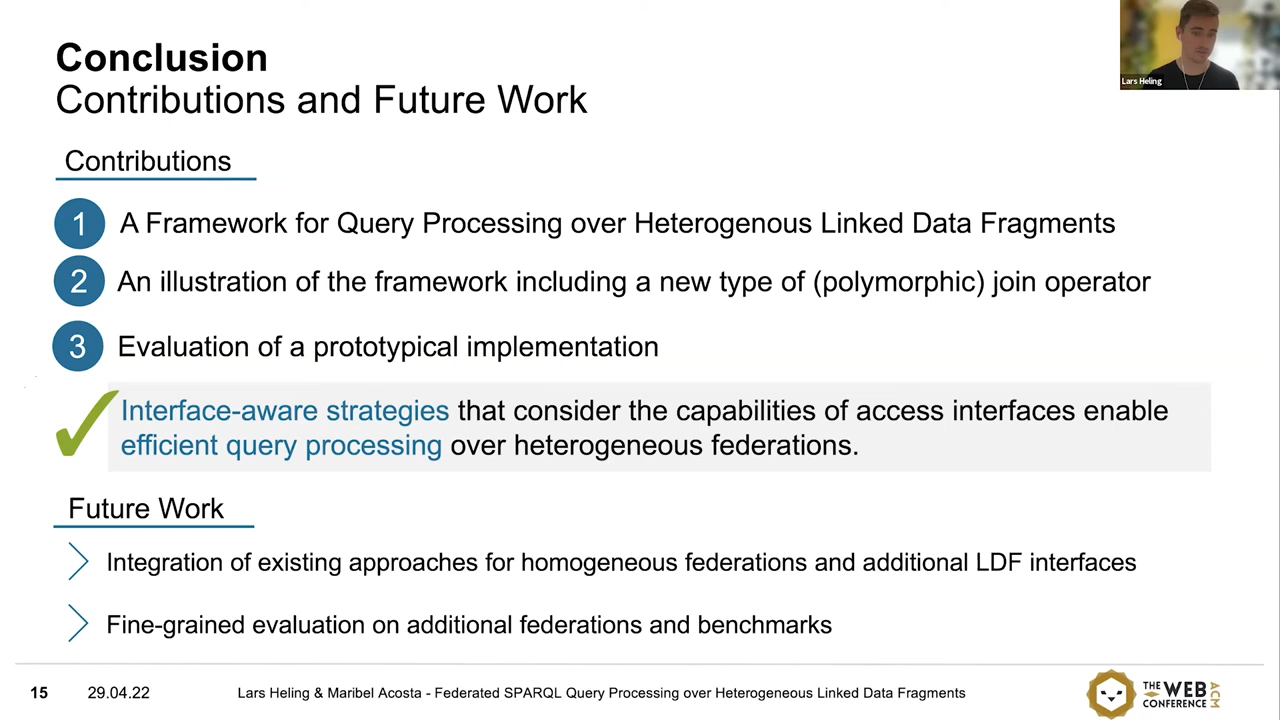 Conclusion
Contributions and Future Work
Lars Heling
Contributions
1 A Framework for Query Processing over Heterogenous Linked Data Fragments
2 An illustration of the framework including a new type of (polymorphic) join operator
3 Evaluation of a prototypical implementation
Interface-aware strategies that consider the capabilities of access interfaces enable
efficient query processing over heterogeneous federations.
Future Work
Integration of existing approaches for homogeneous federations and additional LDF interfaces
Fine-grained evaluation on additional federations and benchmarks
15 29.04.22 Lars Heling & Maribel Acosta - Federated SPARQL Query Processing over Heterogeneous Linked Data Fragments
THE WEB
CONFERENCE
ACM